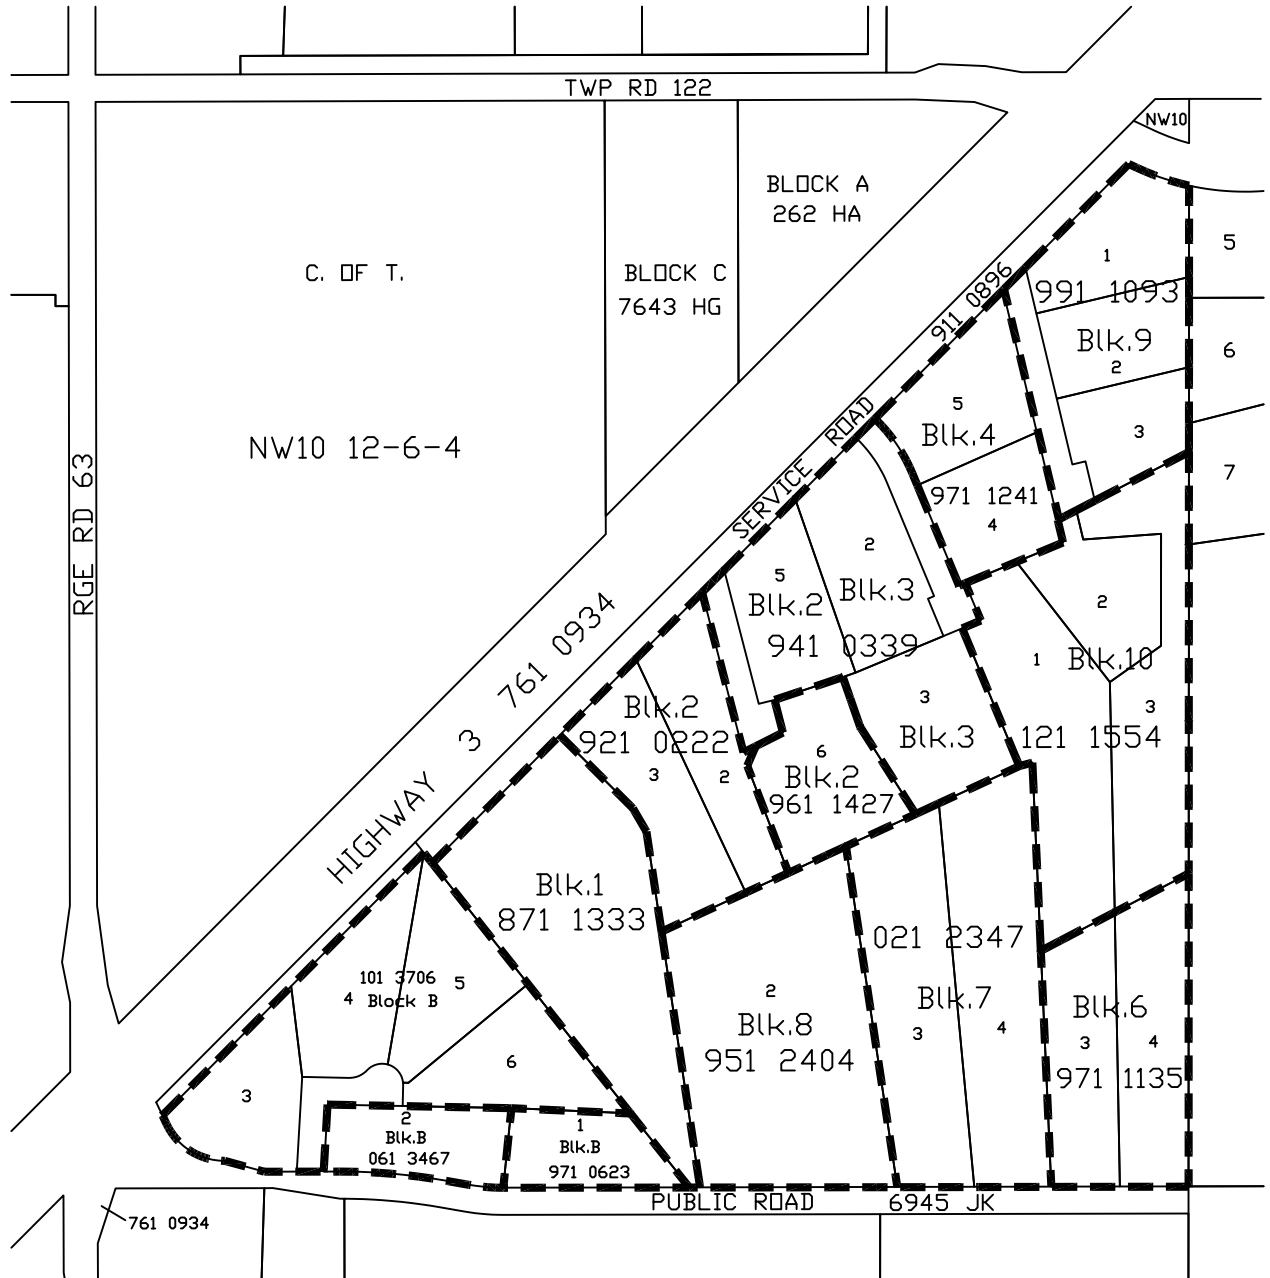 TWP RD 122
NW10
BLOCK A
262 HA
5
C. OF T.
BLOCK C
7643 HG
1
991 1093
911 0896
Blk.9
6
2
5
Blk.4
3
NW10 12-6-4
RGE RD 63
SERVICE ROAD
971 1241
4
7
2
Blk.3
5
Blk.2
941 0339
2
1
Blk.10
3
121 1554
HIGHWAY 3 761 0934
Blk.2
921 0222
3
2
3
Blk.3
6
Blk.2
961 1427
Blk.1
871 1333
021 2347
101 3706
4 Block B
5
2
Blk.8
951 2404
Blk.7
3
4
Blk.6
3
4
971 1135
6
3
2
Blk.B
061 3467
1
Blk.B
971 0623
PUBLIC ROAD 6945 JK
761 0934